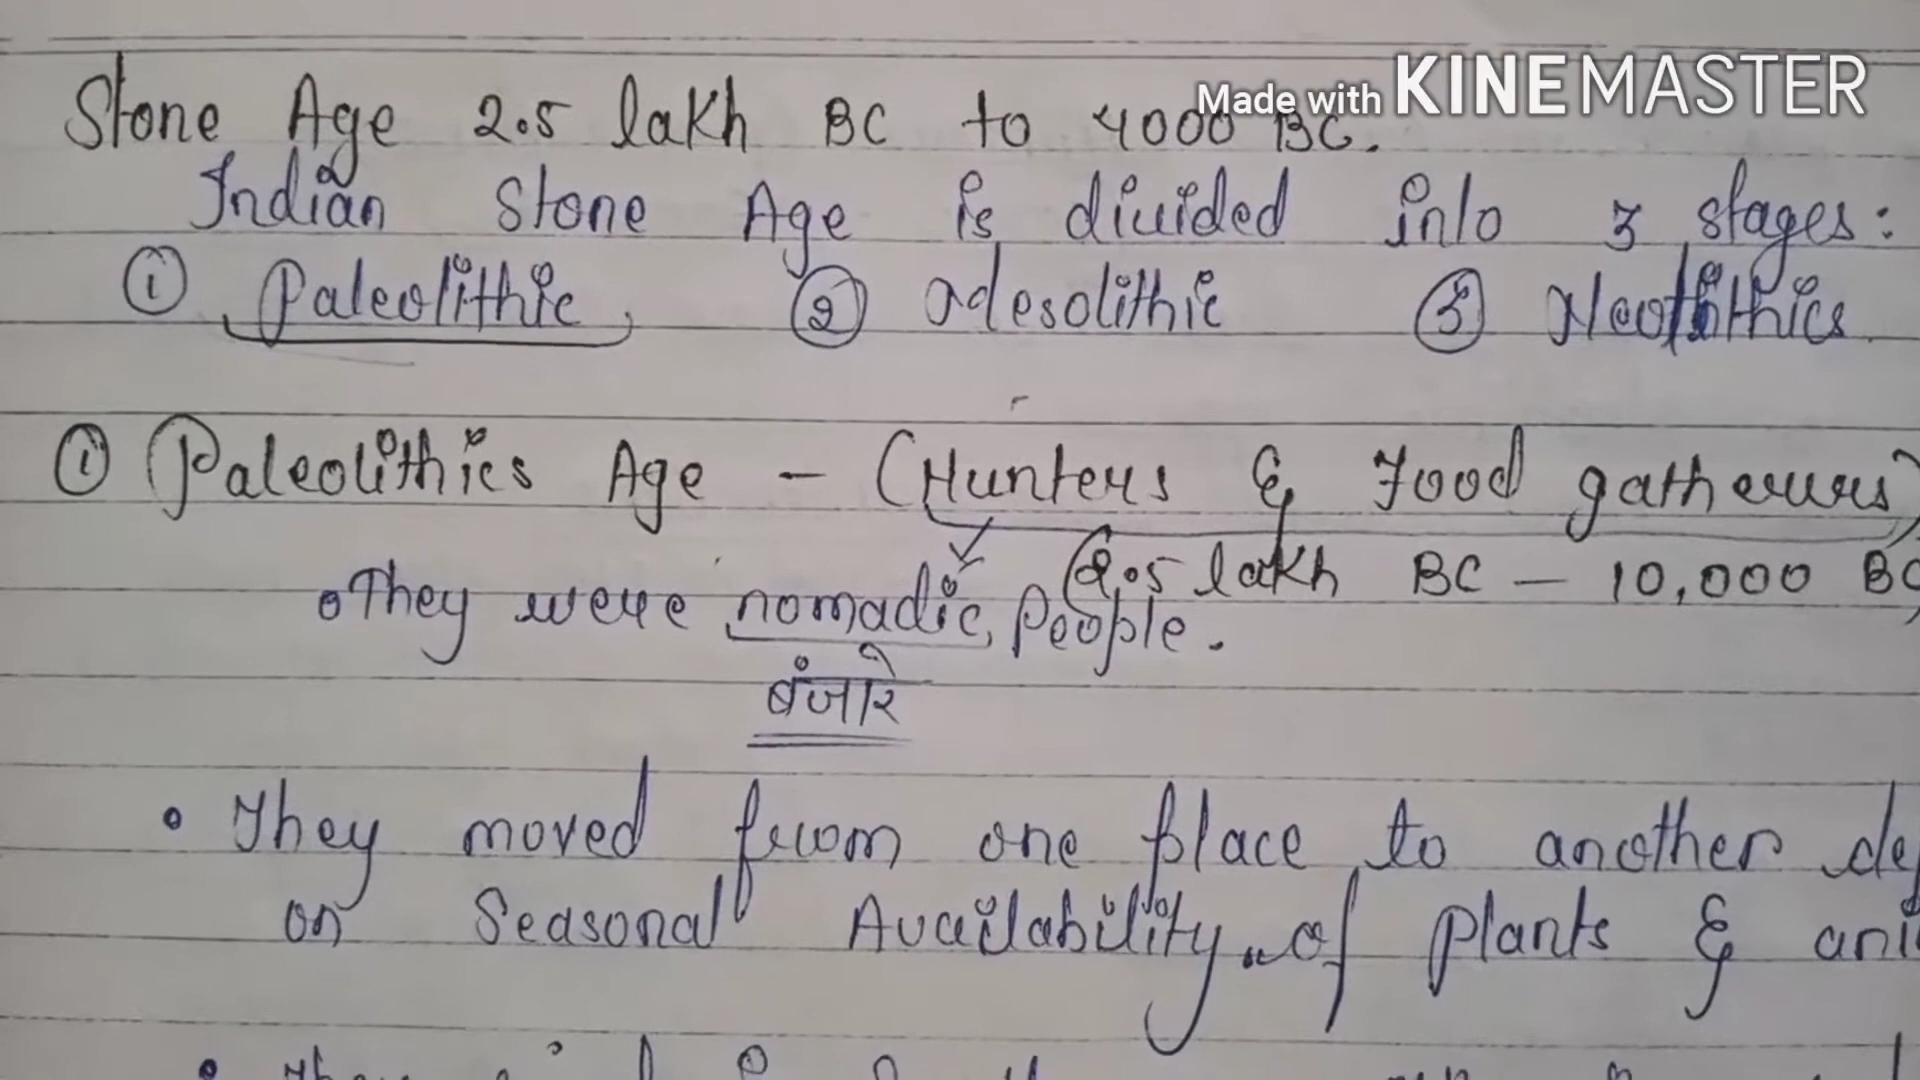 Made with KINEMASTER
Stone Age 2.5 lakh BC to 4000 BC.
Indian Stone Age is divided into 3 stages:
① Paleolithic, ② Mesolithic ③ Neolithics
① Paleolithics Age - (Hunters & Food gatherers)
(2.5 lakh BC - 10,000 BC
They were nomadic, People.
बंजारे
• They moved from one place to another
on Seasonal Availability of plants &